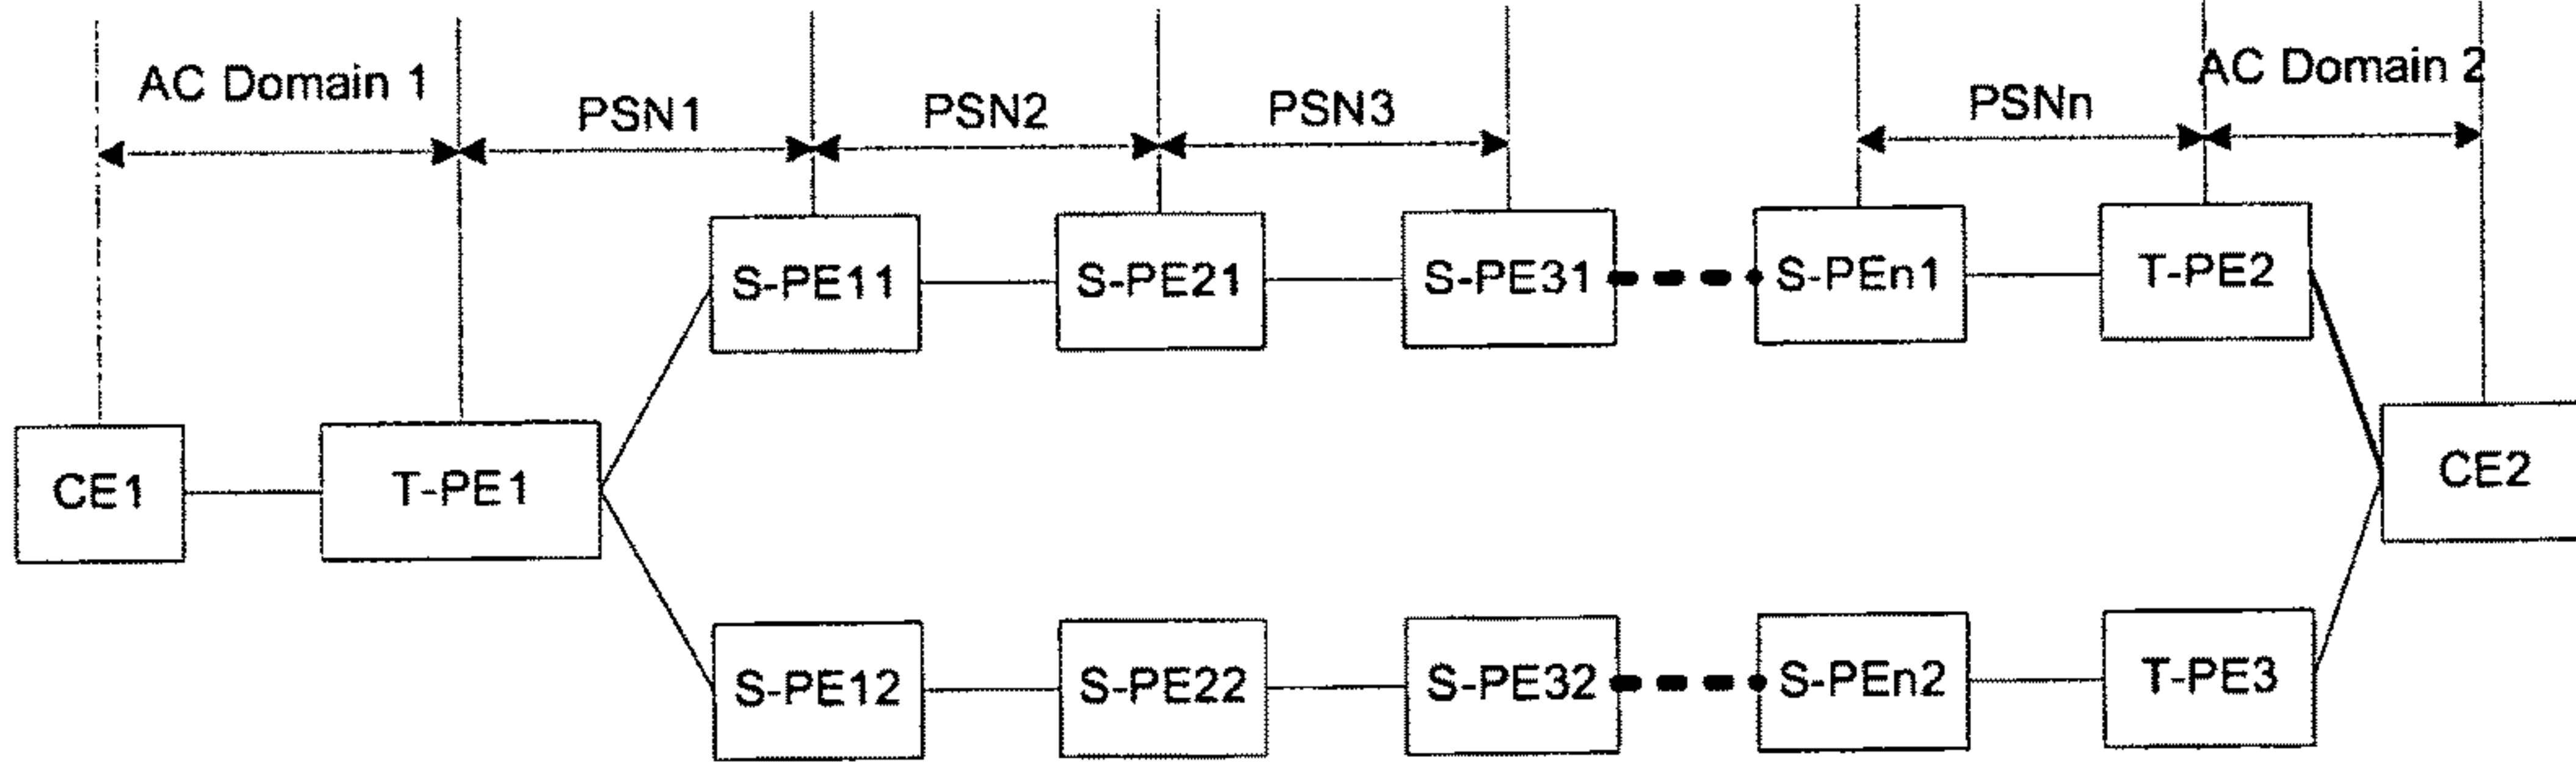 AC Domain 1
PSN1
PSN2
PSN3
PSNn
AC Domain 2
S-PE11
S-PE21
S-PE31
S-PEn1
T-PE2
CE1
T-PE1
CE2
S-PE12
S-PE22
S-PE32
S-PEn2
T-PE3